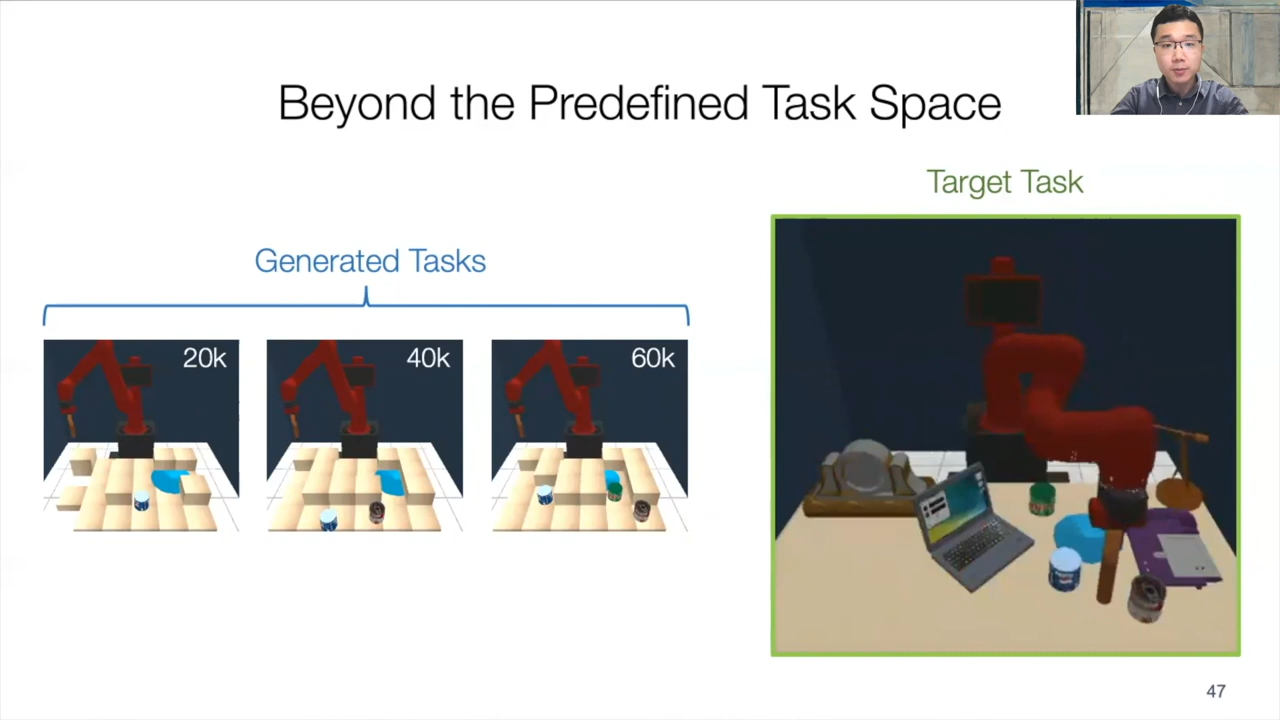 Beyond the Predefined Task Space
Target Task
Generated Tasks
20k
40k
60k
47